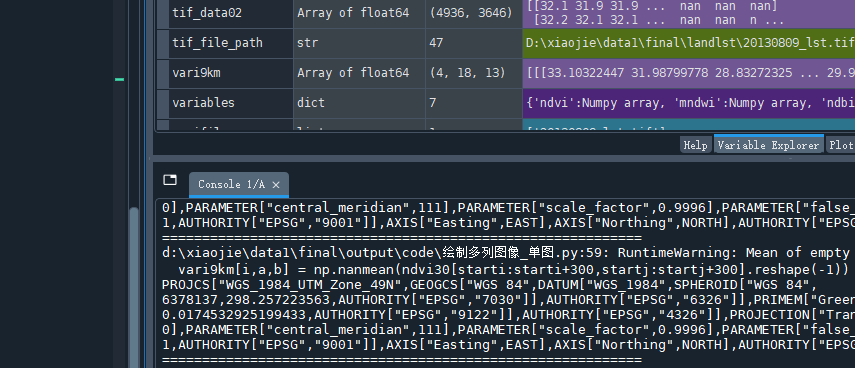 tif_data02 Array of float64 (4936, 3646) [[32.1 31.9 31.9 ... nan nan nan]
[32.2 32.1 32.1 ... nan nan n ...
tif_file_path str 47 D:\xiaojie\data1\final\landlst\20130809_lst.tif
vari9km Array of float64 (4, 18, 13) [[[33.10322447 31.98799778 28.83272325 ... 29.9
variables dict 7 {'ndvi':Numpy array, 'mndwi':Numpy array, 'ndbi
Help Variable Explorer Plot
Console 1/A ×
0],PARAMETER["central_meridian",111],PARAMETER["scale_factor",0.9996],PARAMETER["false_
1,AUTHORITY["EPSG","9001"]],AXIS["Easting",EAST],AXIS["Northing",NORTH],AUTHORITY["EPSG
================================================================
d:\xiaojie\data1\final\output\code\绘制多列图像_单图.py:59: RuntimeWarning: Mean of empty
vari9km[i,a,b] = np.nanmean(ndvi30[starti:starti+300,startj:startj+300].reshape(-1))
PROJCS["WGS_1984_UTM_Zone_49N",GEOGCS["WGS 84",DATUM["WGS_1984",SPHEROID["WGS 84",
6378137,298.257223563,AUTHORITY["EPSG","7030"]],AUTHORITY["EPSG","6326"]],PRIMEM["Green
0.0174532925199433,AUTHORITY["EPSG","9122"]],AUTHORITY["EPSG","4326"]],PROJECTION["Tran
0],PARAMETER["central_meridian",111],PARAMETER["scale_factor",0.9996],PARAMETER["false_
1,AUTHORITY["EPSG","9001"]],AXIS["Easting",EAST],AXIS["Northing",NORTH],AUTHORITY["EPSG
================================================================